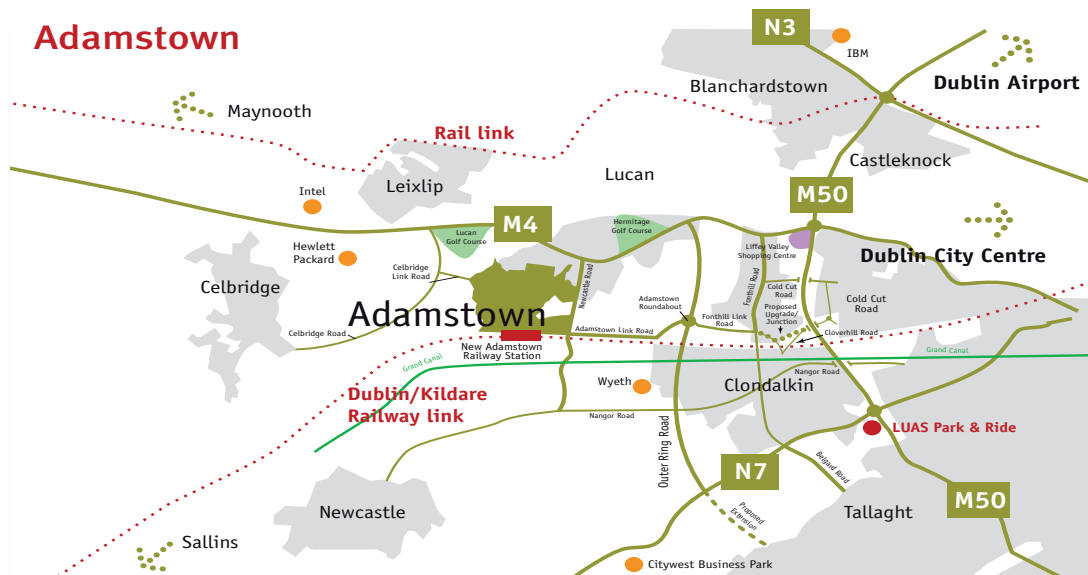 Adamstown
N3
IBM
Blanchardstown
Dublin Airport
Maynooth
Rail link
Castleknock
Lucan
Leixlip
Intel
M50
M4
Hermitage
Golf Course
Lucan
Golf Course
Liffey Valley
Shopping Centre
Dublin City Centre
Hewlett
Packard
Celbridge
Link Road
Newcastle Road
Fonthill Road
Celbridge
Cold Cut
Road
Cold Cut
Road
Adamstown
Roundabout
Proposed
Upgrade/
Junction
Adamstown
Fonthill Link
Road
Celbridge Road
Adamstown Link Road
Cloverhill Road
New Adamstown
Railway Station
Grand Canal
Grand Canal
Nangor Road
Wyeth
Clondalkin
Dublin/Kildare
Railway link
Nangor Road
LUAS Park & Ride
Outer Ring Road
Belgard Road
N7
M50
Newcastle
Proposed
Extension
Tallaght
Sallins
Citywest Business Park